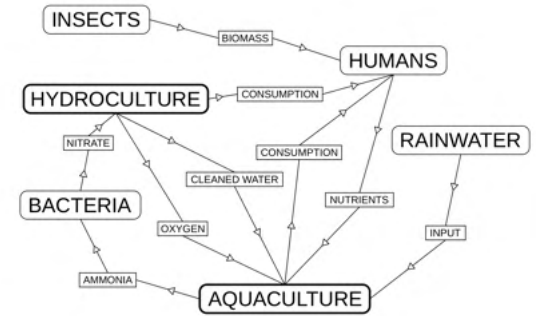 INSECTS
BIOMASS
HUMANS
HYDROCULTURE
CONSUMPTION
NITRATE
CONSUMPTION
RAINWATER
CLEANED WATER
BACTERIA
NUTRIENTS
OXYGEN
INPUT
AMMONIA
AQUACULTURE